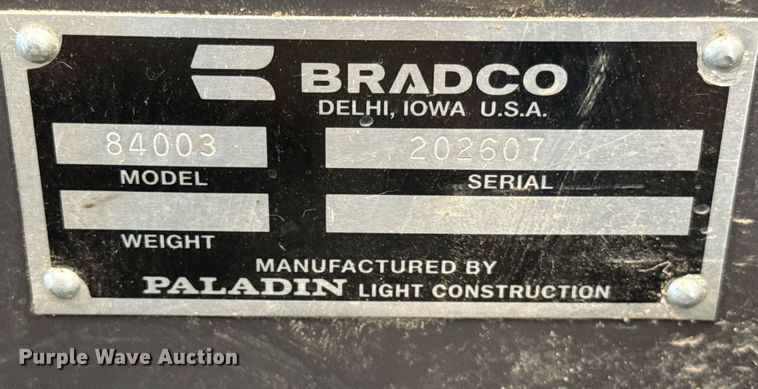 BRADCO
DELHI, IOWA U.S.A.
84003 202607
MODEL SERIAL
WEIGHT
MANUFACTURED BY
PALADIN LIGHT CONSTRUCTION
Purple Wave Auction